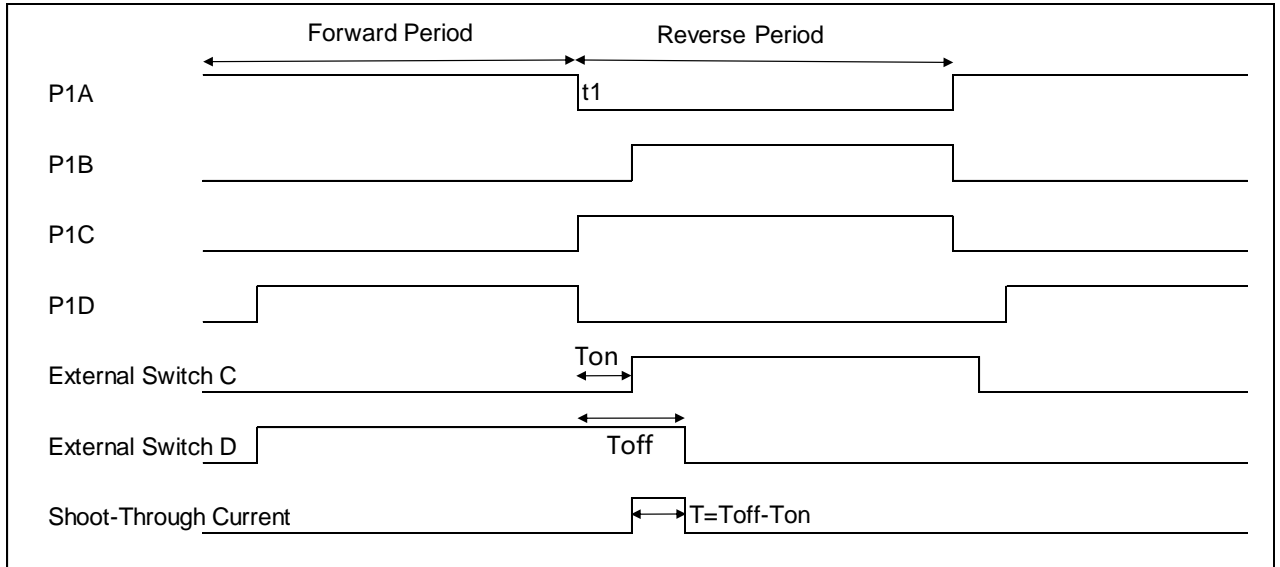 Forward Period
Reverse Period
P1A
t1
P1B
P1C
P1D
Ton
External Switch C
External Switch D
Toff
Shoot-Through Current
T=Toff-Ton